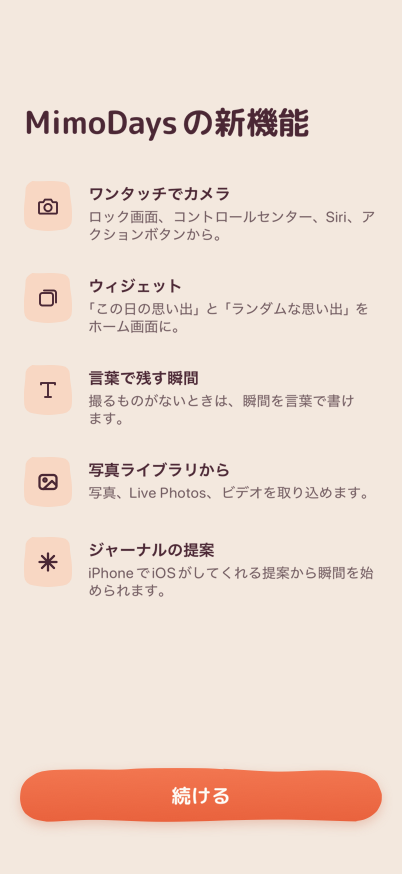 MimoDaysの新機能
ワンタッチでカメラ
ロック画面、コントロールセンター、Siri、ア
クションボタンから。
ウィジェット
「この日の思い出」と「ランダムな思い出」を
ホーム画面に。
言葉で残す瞬間
撮るものがないときは、瞬間を言葉で書け
ます。
写真ライブラリから
写真、Live Photos、ビデオを取り込めます。
ジャーナルの提案
iPhoneでiOSがしてくれる提案から瞬間を始
められます。
続ける